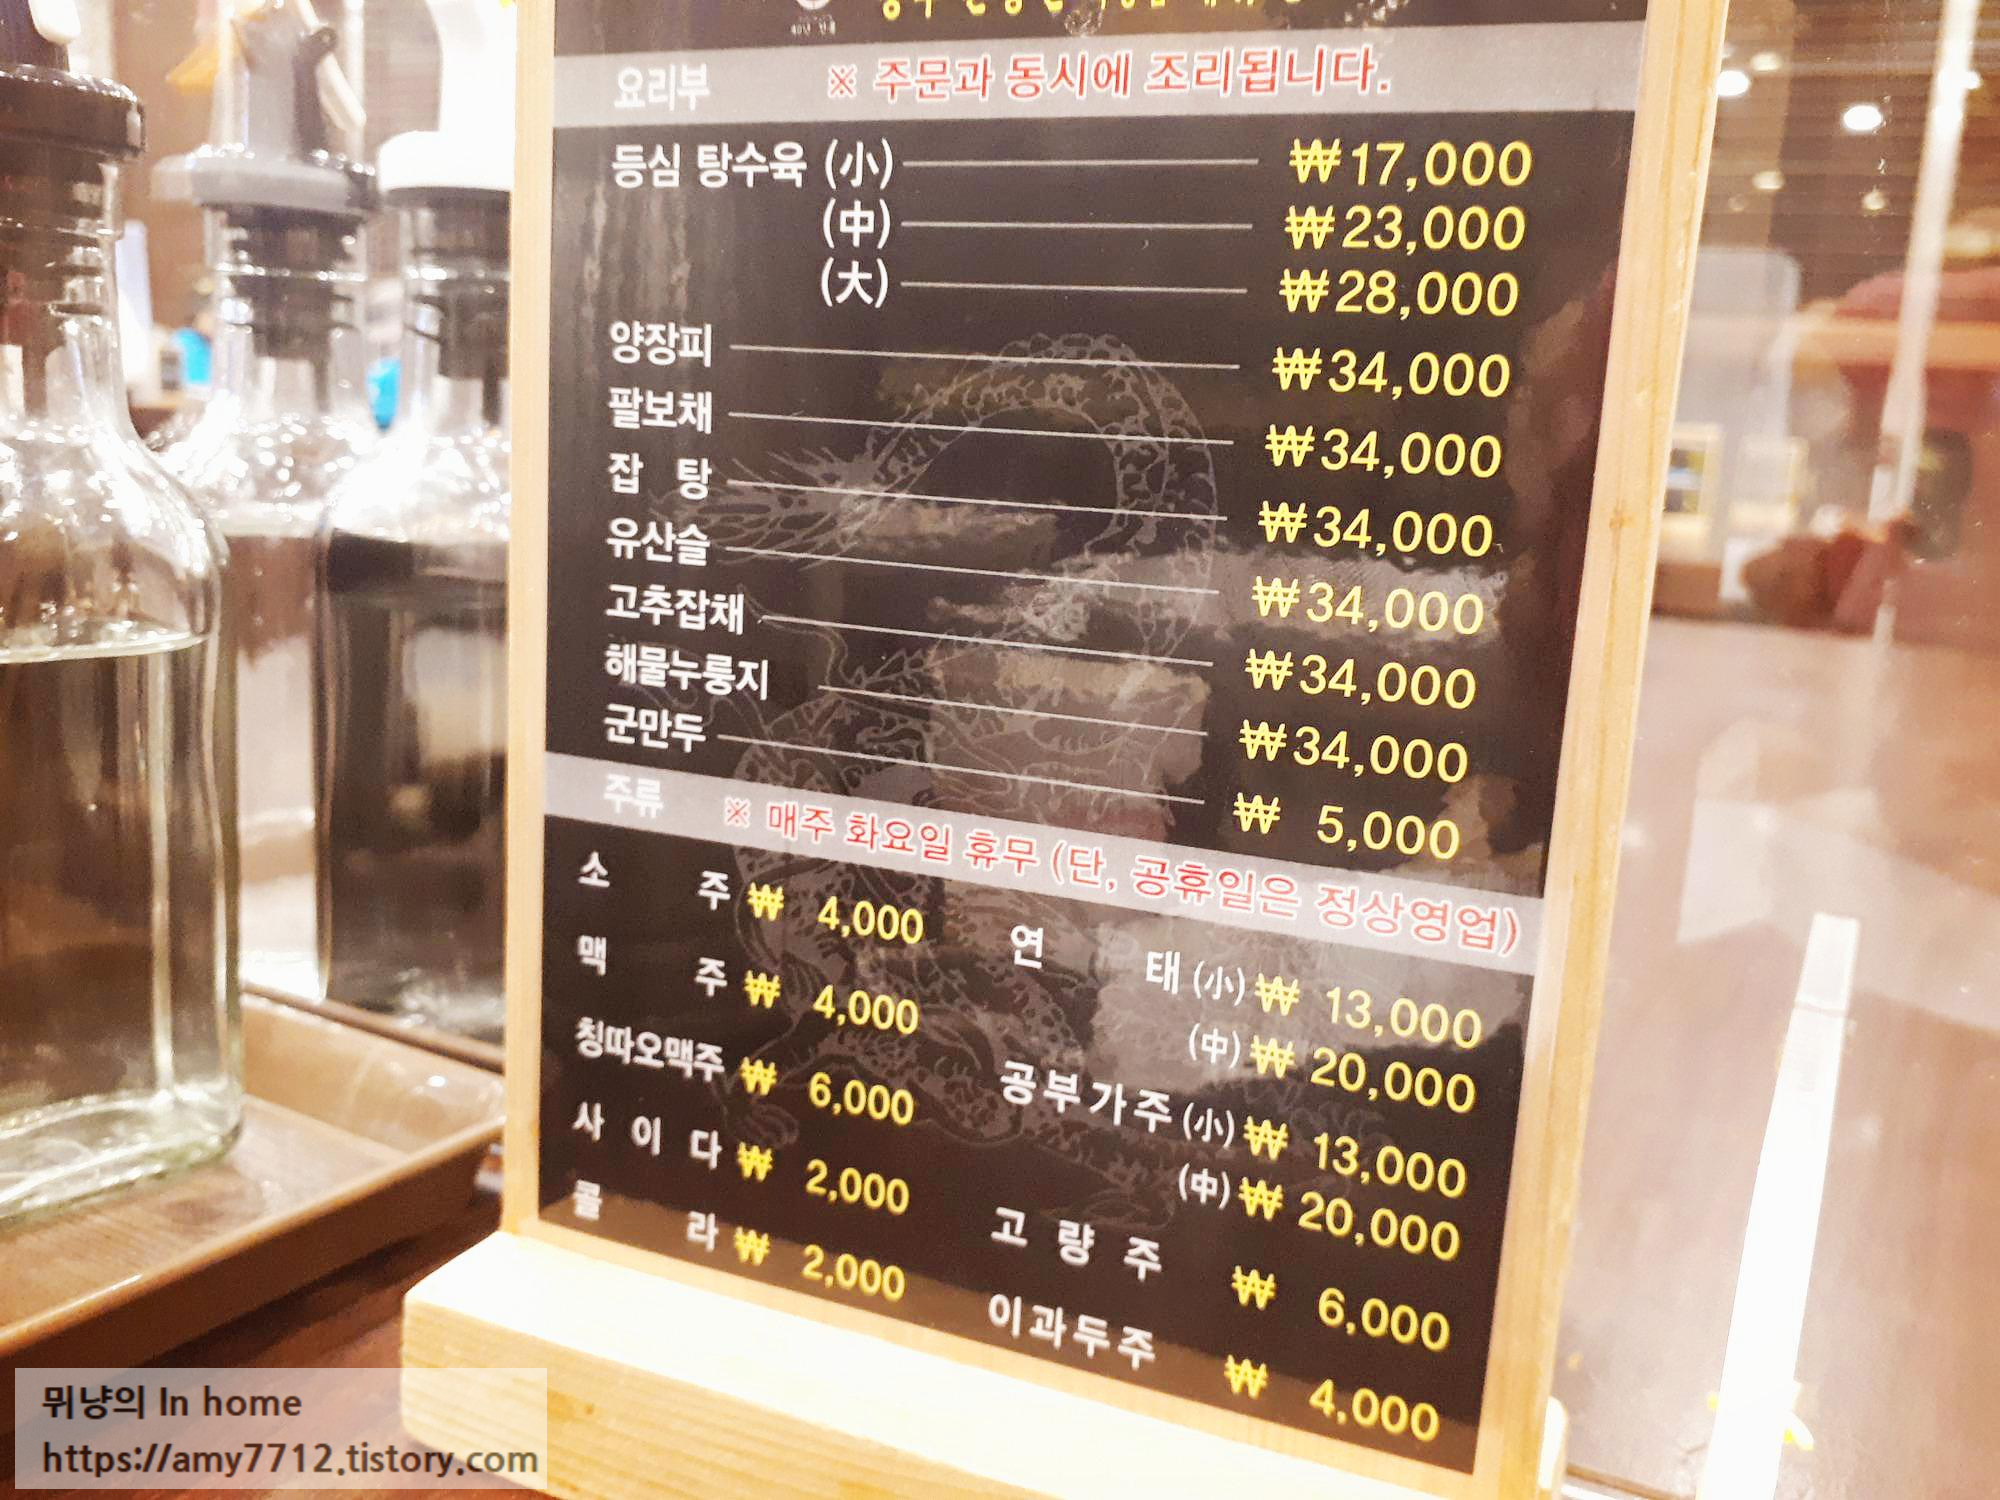 요리부 ※ 주문과 동시에 조리됩니다.
등심 탕수육 (小) ₩17,000
(中) ₩23,000
(大) ₩28,000
양장피 ₩34,000
팔보채 ₩34,000
잡 탕 ₩34,000
유산슬 ₩34,000
고추잡채 ₩34,000
해물누룽지 ₩34,000
군만두 ₩ 5,000
주류 ※ 매주 화요일 휴무 (단, 공휴일은 정상영업)
소 주 ₩ 4,000
맥 주 ₩ 4,000
칭따오맥주 ₩ 6,000
사 이 다 ₩ 2,000
콜 라 ₩ 2,000
연 태 (小) ₩ 13,000
(中) ₩ 20,000
공부가주 (小) ₩ 13,000
(中) ₩ 20,000
고 량 주 ₩ 6,000
이과두주 ₩ 4,000
뮈냥의 In home
https://amy7712.tistory.com